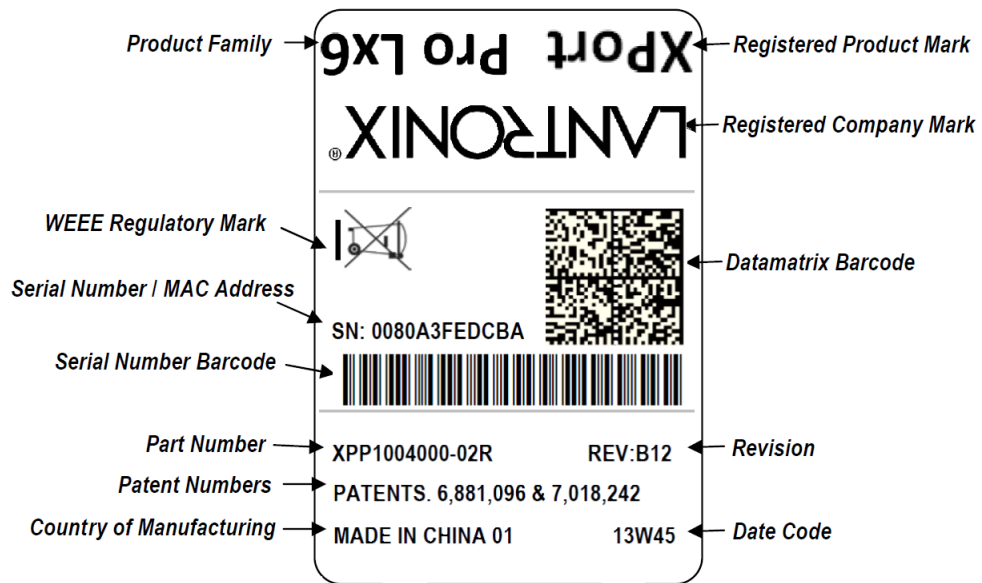 Product Family
XPort Pro Lx6
Registered Product Mark
LANTRONIX®
Registered Company Mark
WEEE Regulatory Mark
Datamatrix Barcode
Serial Number / MAC Address
SN: 0080A3FEDCBA
Serial Number Barcode
Part Number
XPP1004000-02R
REV:B12
Revision
Patent Numbers
PATENTS. 6,881,096 & 7,018,242
Country of Manufacturing
MADE IN CHINA 01
13W45
Date Code